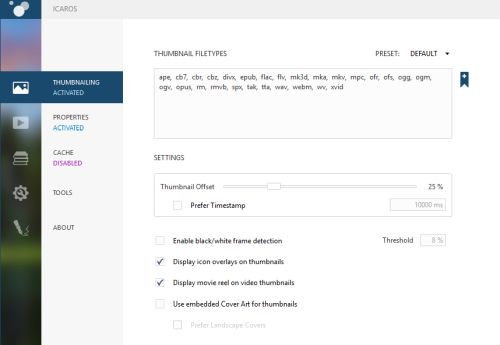 ICAROS
THUMBNAIL FILETYPES
PRESET: DEFAULT
ape, cb7, cbr, cbz, divx, epub, flac, flv, mk3d, mka, mkv, mpc, ofr, ofs, ogg, ogm,
ogv, opus, rm, rmvb, spx, tak, tta, wav, webm, wv, xvid
THUMBNAILING
ACTIVATED
PROPERTIES
ACTIVATED
CACHE
DISABLED
TOOLS
ABOUT
SETTINGS
Thumbnail Offset
25 %
Prefer Timestamp
10000 ms
Enable black/white frame detection
Threshold
8 %
Display icon overlays on thumbnails
Display movie reel on video thumbnails
Use embedded Cover Art for thumbnails
Prefer Landscape Covers